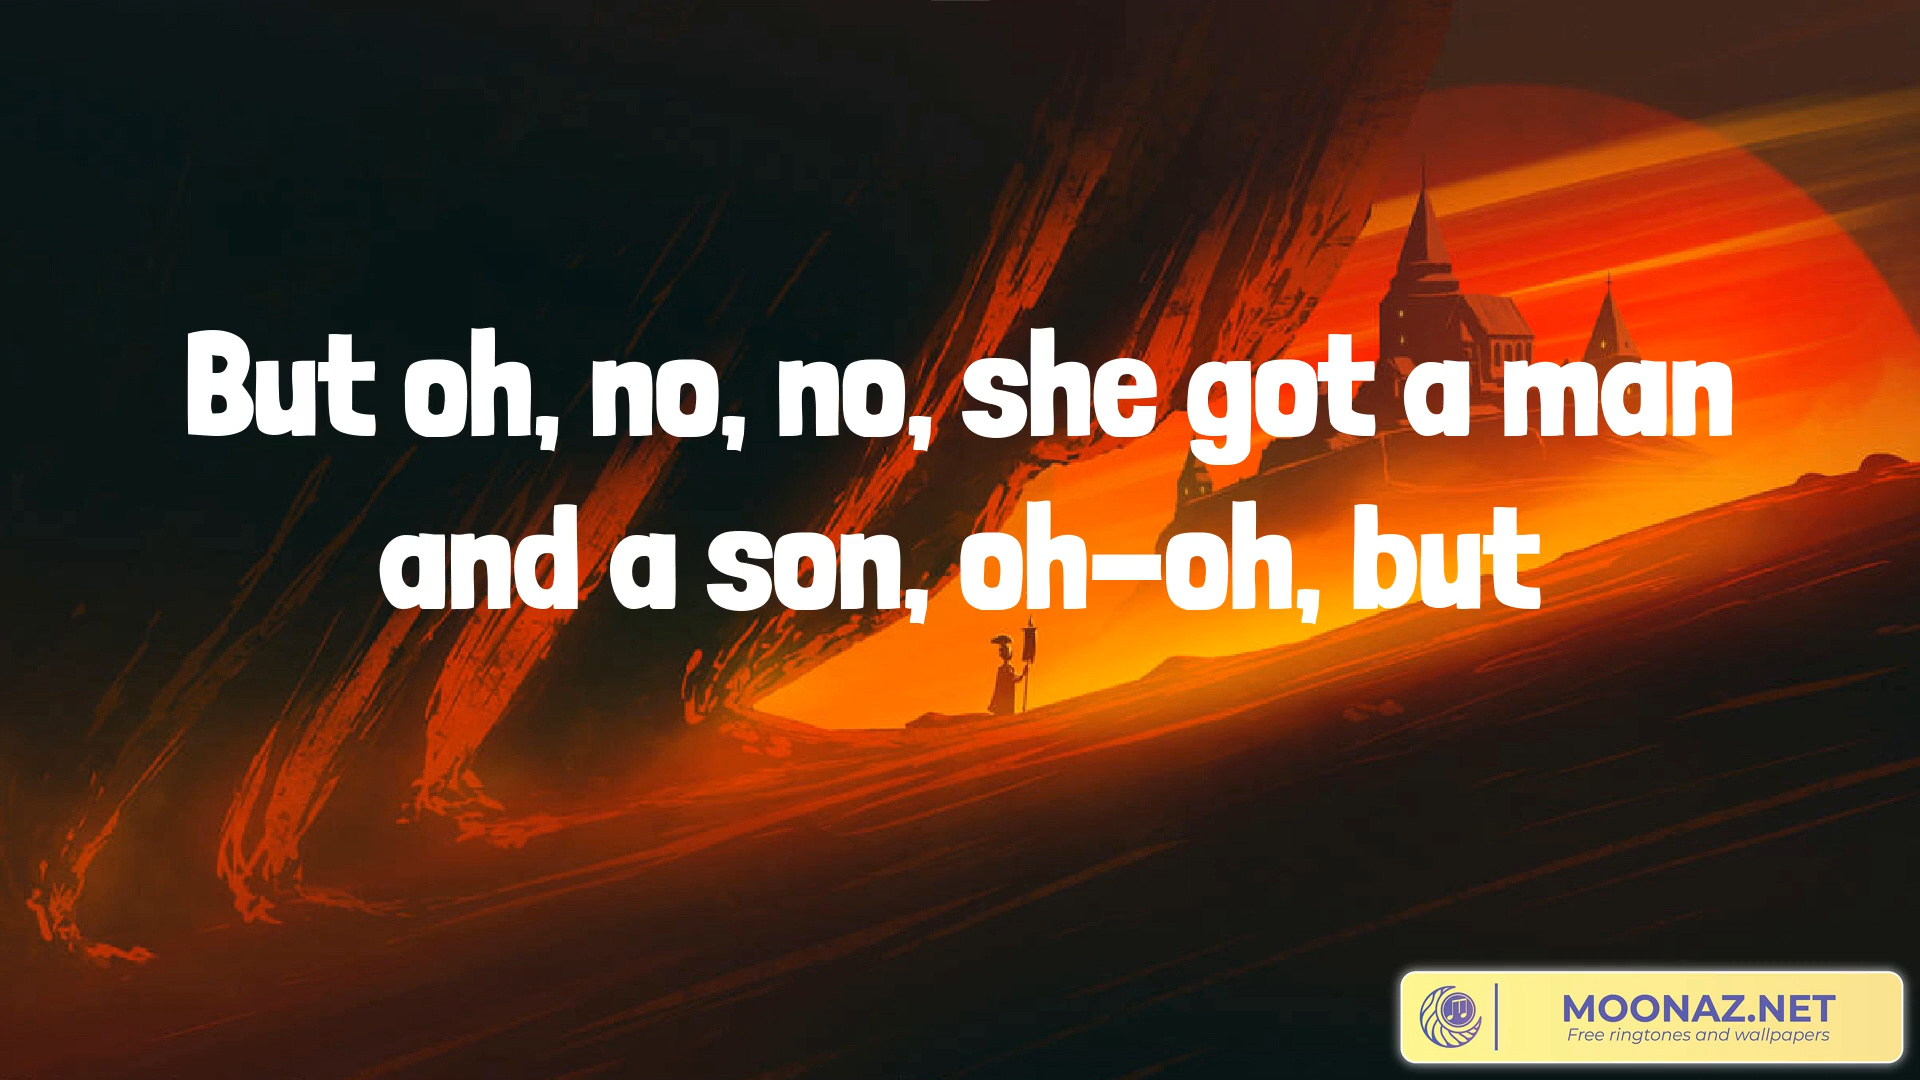 But oh, no, no, she got a man
and a son, oh-oh, but
MOONAZ.NET
Free ringtones and wallpapers